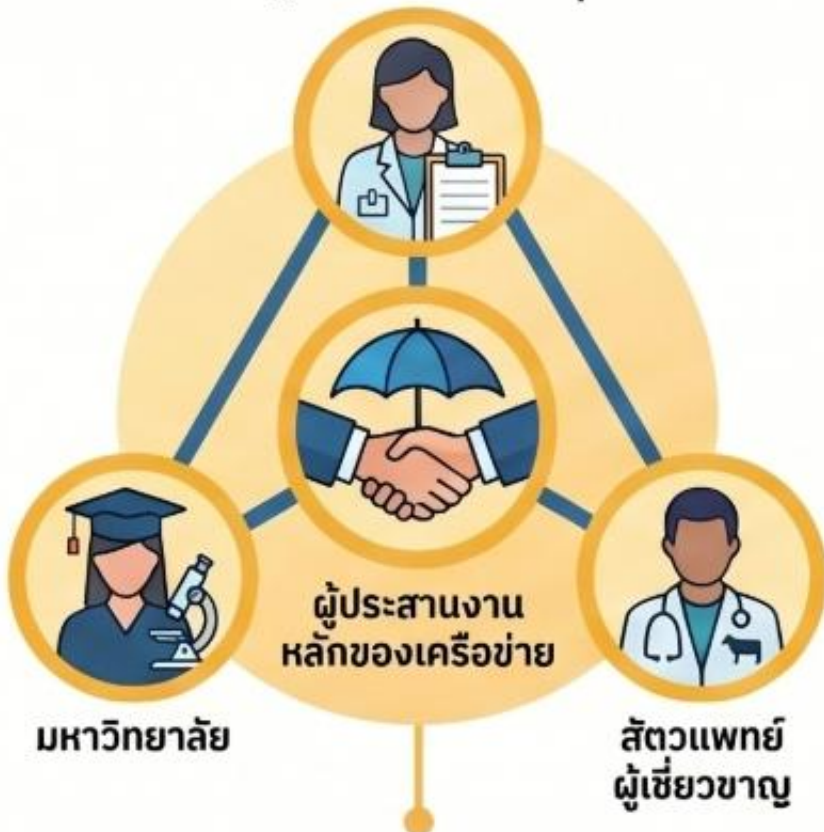 ผู้ประสานงาน
หลักของเครือข่าย
มหาวิทยาลัย
สัตวแพทย์
ผู้เชี่ยวขาญ